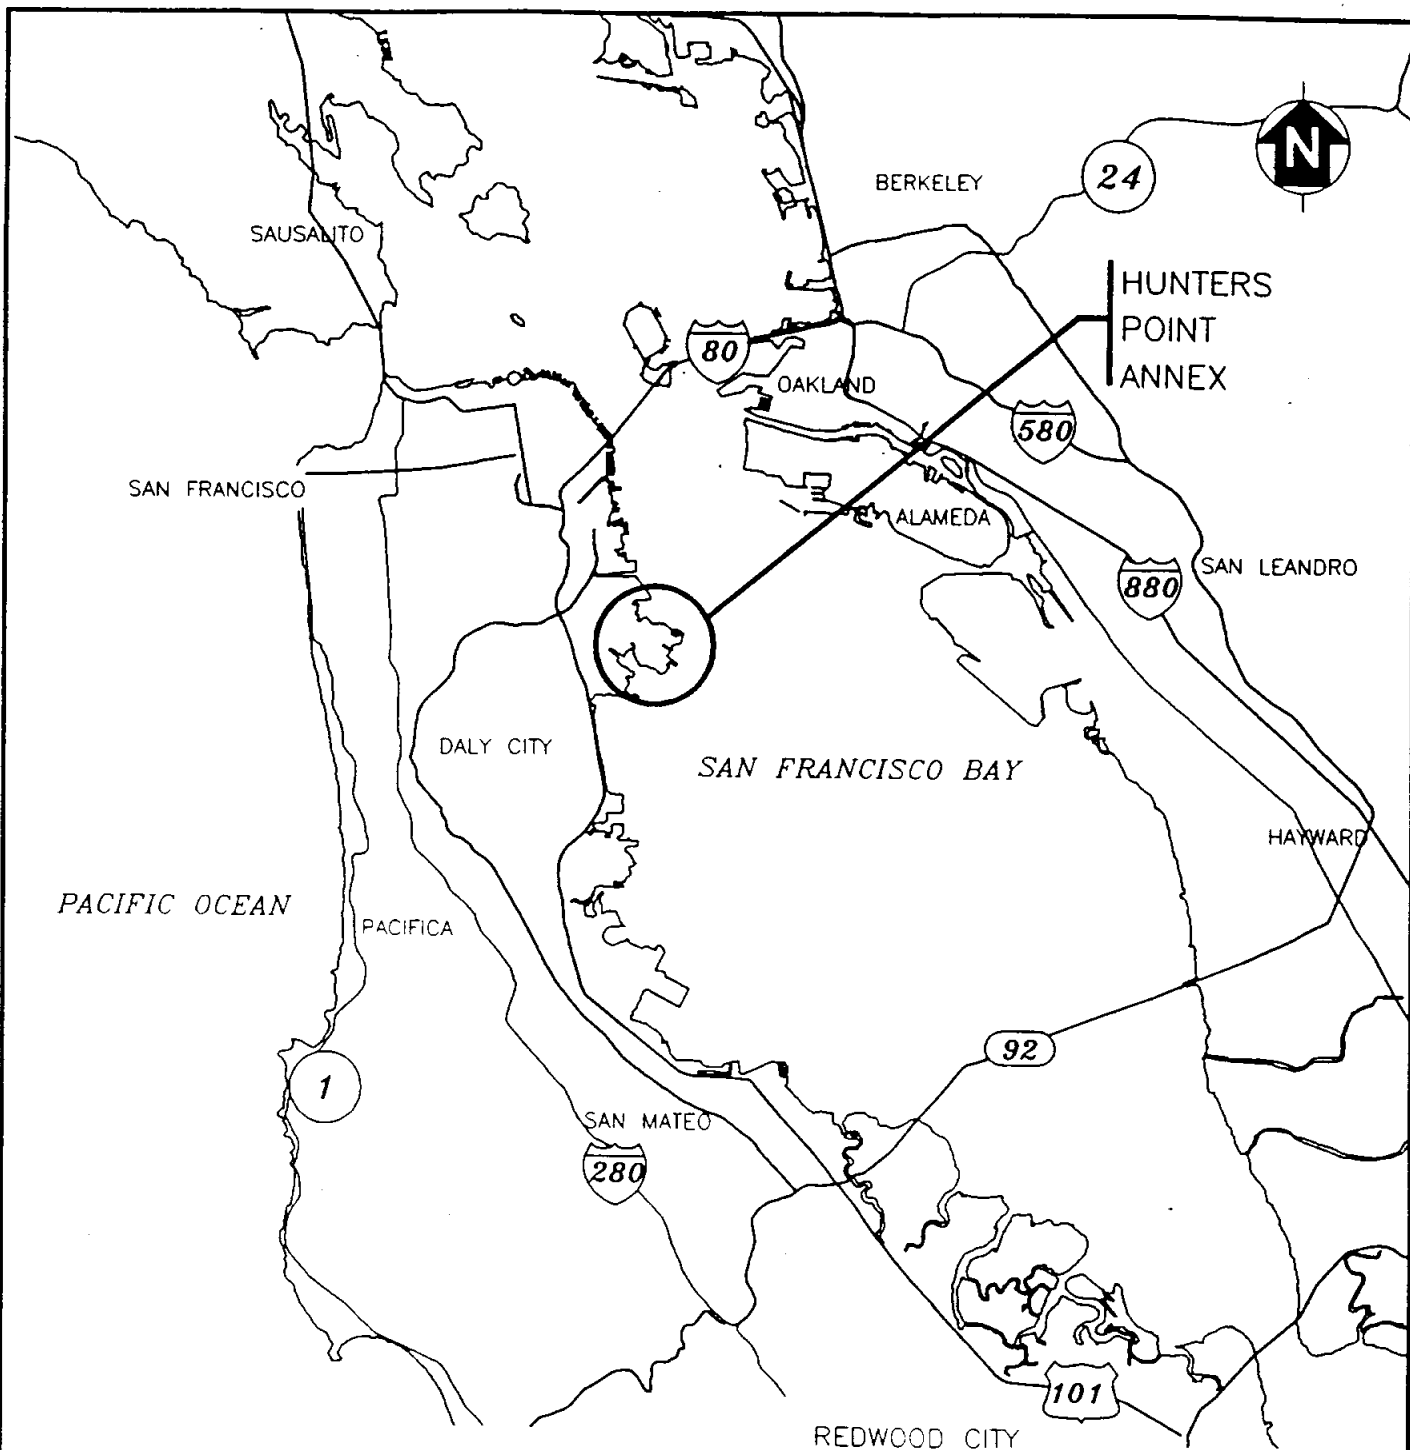 N
24
BERKELEY
SAUSALITO
HUNTERS
POINT
ANNEX
80
OAKLAND
580
SAN FRANCISCO
ALAMEDA
SAN LEANDRO
880
DALY CITY
SAN FRANCISCO BAY
HAYWARD
PACIFIC OCEAN
PACIFICA
92
1
SAN MATEO
280
101
REDWOOD CITY